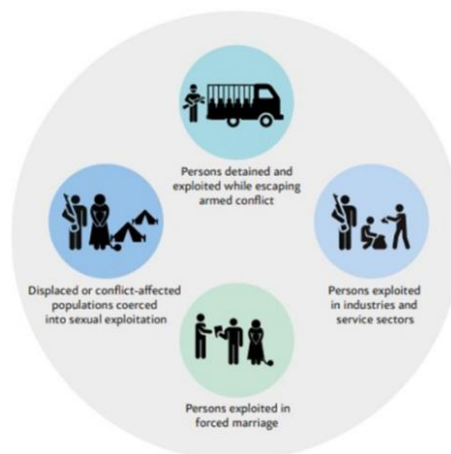 Persons detained and
exploited while escaping
armed conflict
Displaced or conflict-affected
populations coerced
into sexual exploitation
Persons exploited
in industries and
service sectors
Persons exploited in
forced marriage